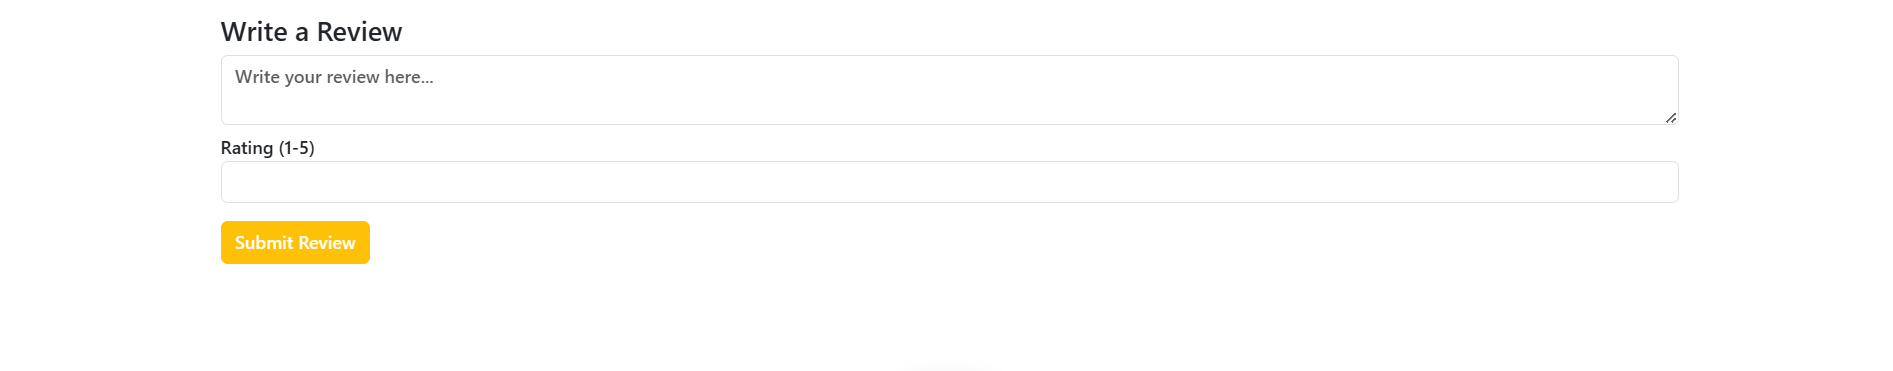 Write a Review
Write your review here...
Rating (1-5)
Submit Review